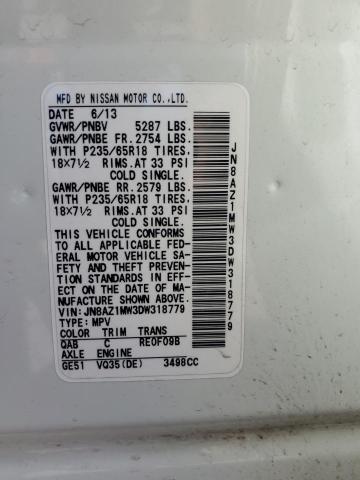 MFD BY NISSAN MOTOR CO.,LTD.
DATE 6/13
GVWR/PNBV 5287 LBS.
GAWR/PNBE FR. 2754 LBS.
WITH P235/65R18 TIRES
18X7½ RIMS.AT 33 PSI
COLD SINGLE.
GAWR/PNBE RR. 2579 LBS.
WITH P235/65R18 TIRES
18X7½ RIMS.AT 33 PSI
COLD SINGLE.
THIS VEHICLE CONFORMS
TO ALL APPLICABLE FED-
ERAL MOTOR VEHICLE SA-
FETY AND THEFT PREVEN-
TION STANDARDS IN EFF-
ECT ON THE DATE OF MA-
NUFACTURE SHOWN ABOVE.
VIN: JN8AZ1MW3DW318779
TYPE: MPV
COLOR TRIM TRANS
QAB C RE0F09B
AXLE ENGINE
GE51 VQ35(DE) 3498CC
JN8AZ1MW3DW318779